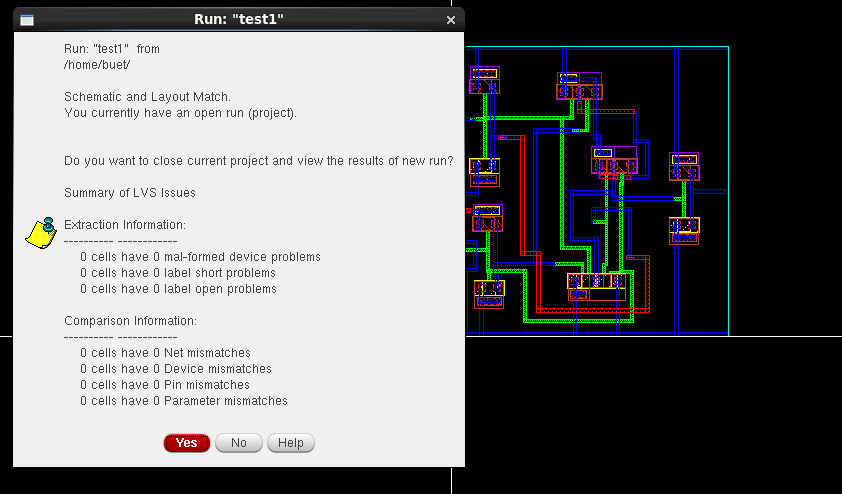 Run: "test1"
Run: "test1" from
/home/buet/
Schematic and Layout Match.
You currently have an open run (project).
Do you want to close current project and view the results of new run?
Summary of LVS Issues
Extraction Information:
---------- ------------
0 cells have 0 mal-formed device problems
0 cells have 0 label short problems
0 cells have 0 label open problems
Comparison Information:
---------- ------------
0 cells have 0 Net mismatches
0 cells have 0 Device mismatches
0 cells have 0 Pin mismatches
0 cells have 0 Parameter mismatches
Yes No Help